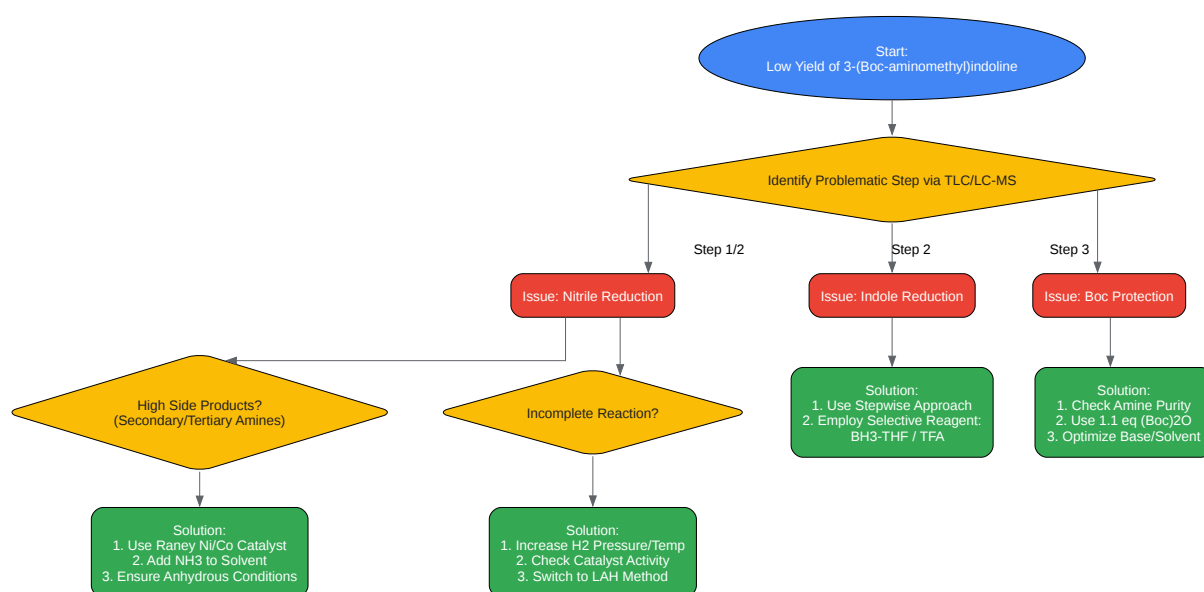 Start:
Low Yield of 3-(Boc-aminomethyl)indoline
Identify Problematic Step via TLC/LC-MS
Step 1/2
Step 2
Step 3
Issue: Nitrile Reduction
Issue: Indole Reduction
Issue: Boc Protection
High Side Products?
(Secondary/Tertiary Amines)
Incomplete Reaction?
Solution:
1. Use Stepwise Approach
2. Employ Selective Reagent:
BH3-THF / TFA
Solution:
1. Check Amine Purity
2. Use 1.1 eq (Boc)2O
3. Optimize Base/Solvent
Solution:
1. Use Raney Ni/Co Catalyst
2. Add NH3 to Solvent
3. Ensure Anhydrous Conditions
Solution:
1. Increase H2 Pressure/Temp
2. Check Catalyst Activity
3. Switch to LAH Method